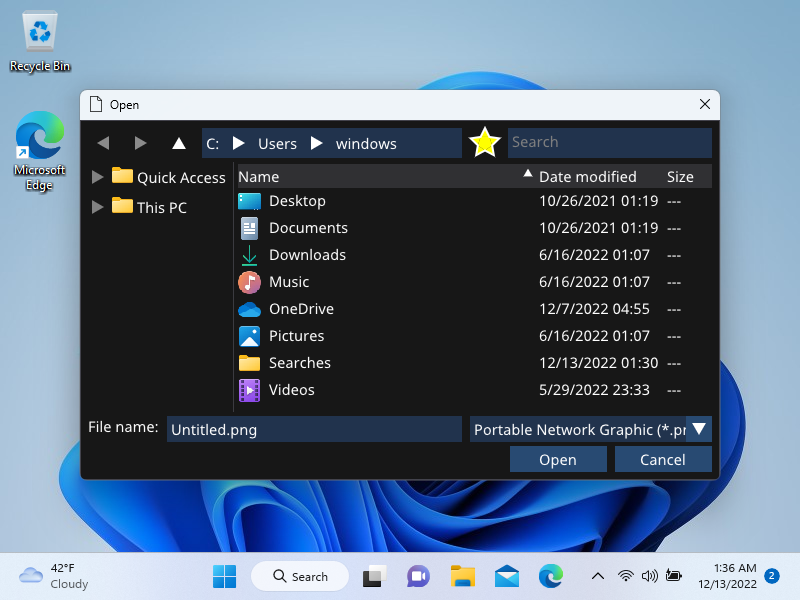 Recycle Bin
Microsoft
Edge
Open
C: Users windows
Search
Quick Access
This PC
Name Date modified Size
Desktop 10/26/2021 01:19 ---
Documents 10/26/2021 01:19 ---
Downloads 6/16/2022 01:07 ---
Music 6/16/2022 01:07 ---
OneDrive 12/7/2022 04:55 ---
Pictures 6/16/2022 01:07 ---
Searches 12/13/2022 01:30 ---
Videos 5/29/2022 23:33 ---
File name: Untitled.png Portable Network Graphic (*.pr
Open Cancel
42°F
Cloudy
Search
1:36 AM
12/13/2022
2